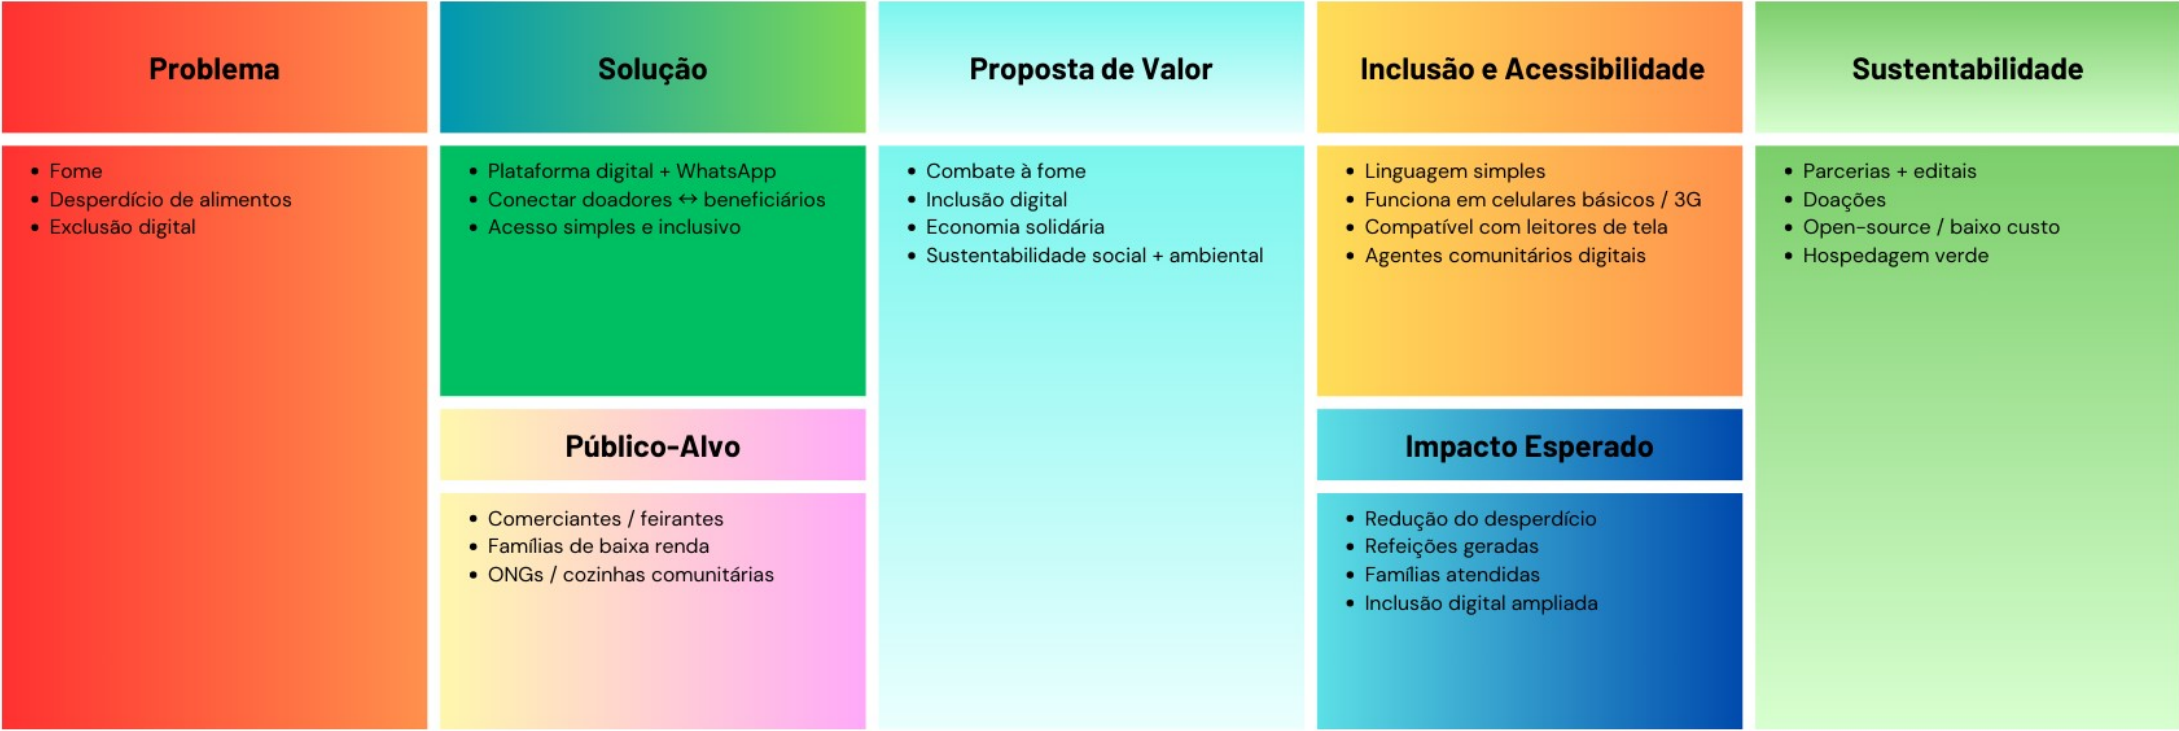 Problema
• Fome
• Desperdício de alimentos
• Exclusão digital
Solução
• Plataforma digital + WhatsApp
• Conectar doadores ↔ beneficiários
• Acesso simples e inclusivo
Público-Alvo
• Comerciantes / feirantes
• Famílias de baixa renda
• ONGs / cozinhas comunitárias
Proposta de Valor
• Combate à fome
• Inclusão digital
• Economia solidária
• Sustentabilidade social + ambiental
Inclusão e Acessibilidade
• Linguagem simples
• Funciona em celulares básicos / 3G
• Compatível com leitores de tela
• Agentes comunitários digitais
Impacto Esperado
• Redução do desperdício
• Refeições geradas
• Famílias atendidas
• Inclusão digital ampliada
Sustentabilidade
• Parcerias + editais
• Doações
• Open-source / baixo custo
• Hospedagem verde